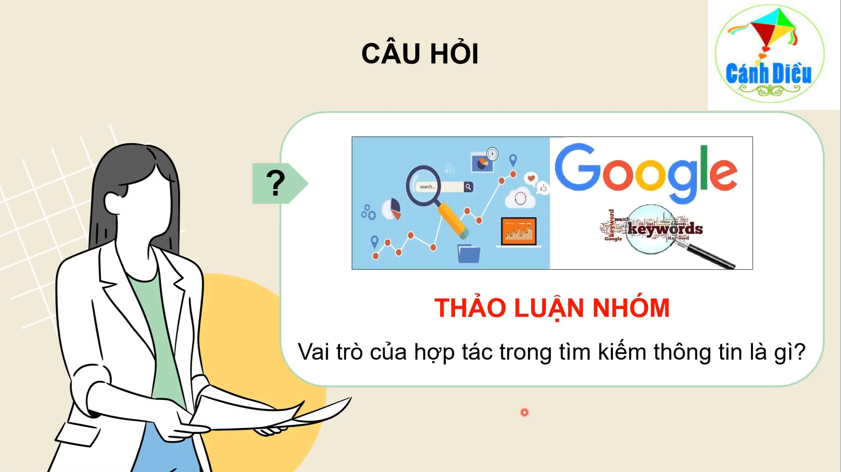 CÂU HỎI
Cánh Diều
?
search...
Google
keywords
THẢO LUẬN NHÓM
Vai trò của hợp tác trong tìm kiếm thông tin là gì?